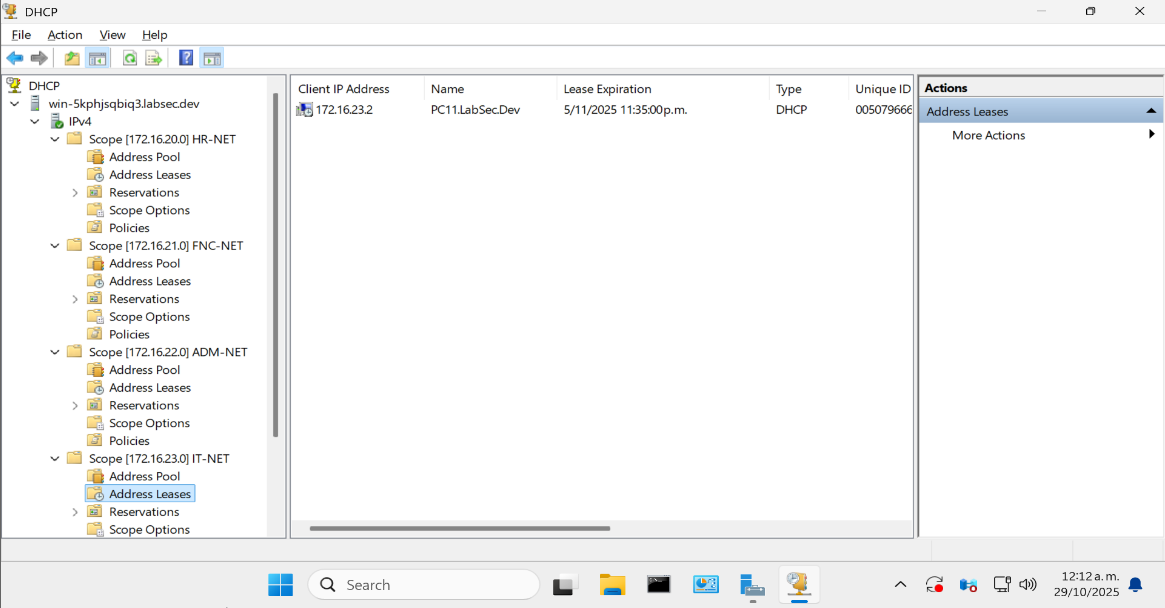 DHCP
File Action View Help
DHCP
win-5kphjsqbiq3.labsec.dev
IPv4
Scope [172.16.20.0] HR-NET
Address Pool
Address Leases
Reservations
Scope Options
Policies
Scope [172.16.21.0] FNC-NET
Address Pool
Address Leases
Reservations
Scope Options
Policies
Scope [172.16.22.0] ADM-NET
Address Pool
Address Leases
Reservations
Scope Options
Policies
Scope [172.16.23.0] IT-NET
Address Pool
Address Leases
Reservations
Scope Options
Client IP Address Name Lease Expiration Type Unique ID
172.16.23.2 PC11.LabSec.Dev 5/11/2025 11:35:00p.m. DHCP 005079666
Actions
Address Leases
More Actions
Search
12:12 a.m.
29/10/2025